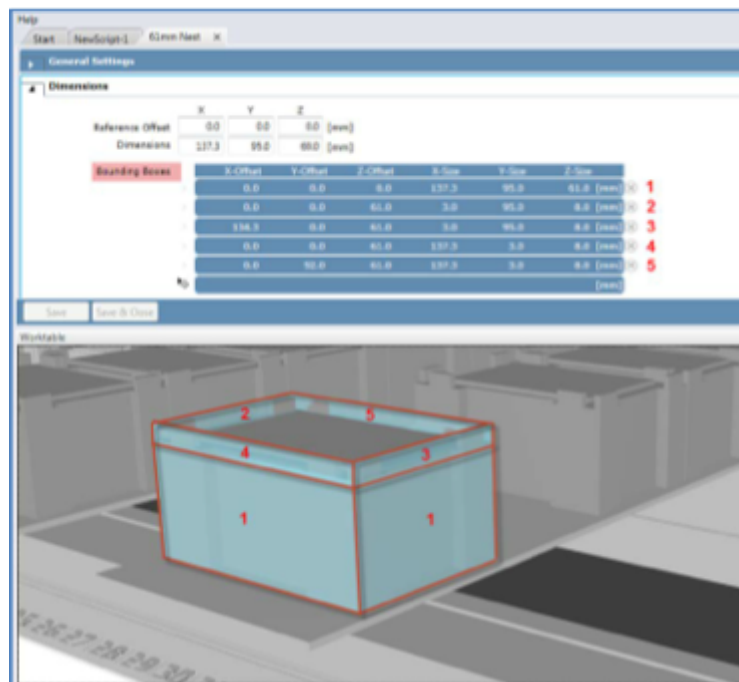 Help
Start NewScript-1 61mm Nest ×
General Settings
Dimensions
X Y Z
Reference Offset 0.0 0.0 0.0 [mm]
Dimensions 137.3 95.0 69.0 [mm]
Bounding Boxes X-Offset Y-Offset Z-Offset X-Size Y-Size Z-Size
0.0 0.0 0.0 137.3 95.0 61.0 [mm] 1
0.0 0.0 61.0 3.0 95.0 8.0 [mm] 2
134.3 0.0 61.0 3.0 95.0 8.0 [mm] 3
0.0 0.0 61.0 137.3 3.0 8.0 [mm] 4
0.0 92.0 61.0 137.3 3.0 8.0 [mm] 5
[mm]
Save Save & Close
Worktable
2 5
4 3
1 1
25 26 27 28 29 30